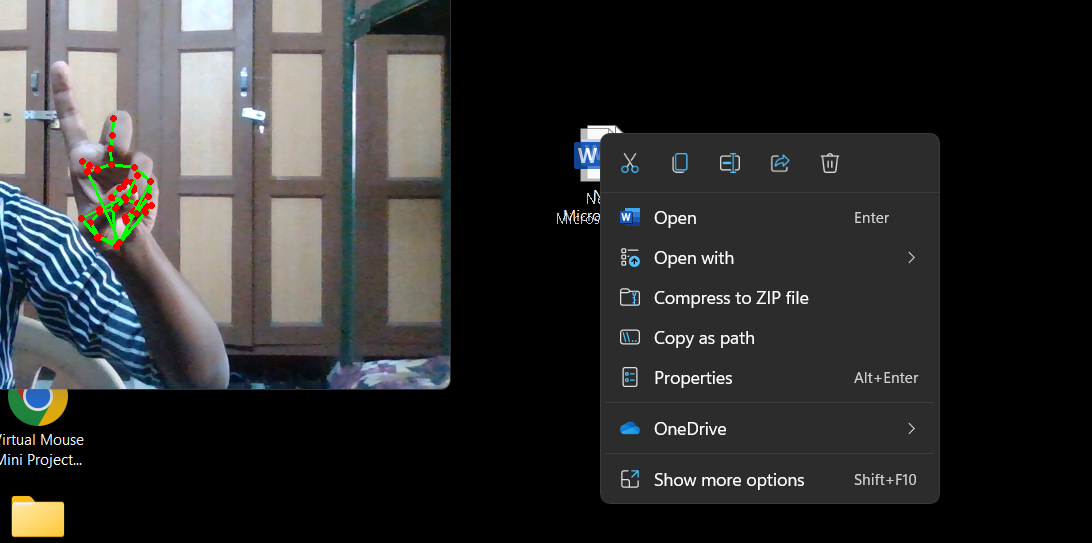 W
N
Micros
Open Enter
Open with
Compress to ZIP file
Copy as path
Properties Alt+Enter
OneDrive
Show more options Shift+F10
Virtual Mouse
Mini Project...